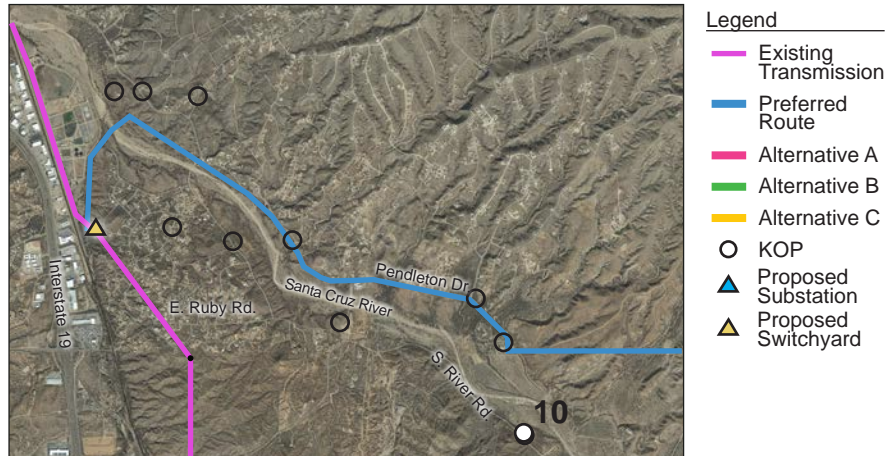 Legend
Existing
Transmission
Preferred
Route
Alternative A
Alternative B
Alternative C
KOP
Proposed
Substation
Proposed
Switchyard
Interstate 19
E. Ruby Rd.
Santa Cruz River
Pendleton Dr.
S. River Rd.
10